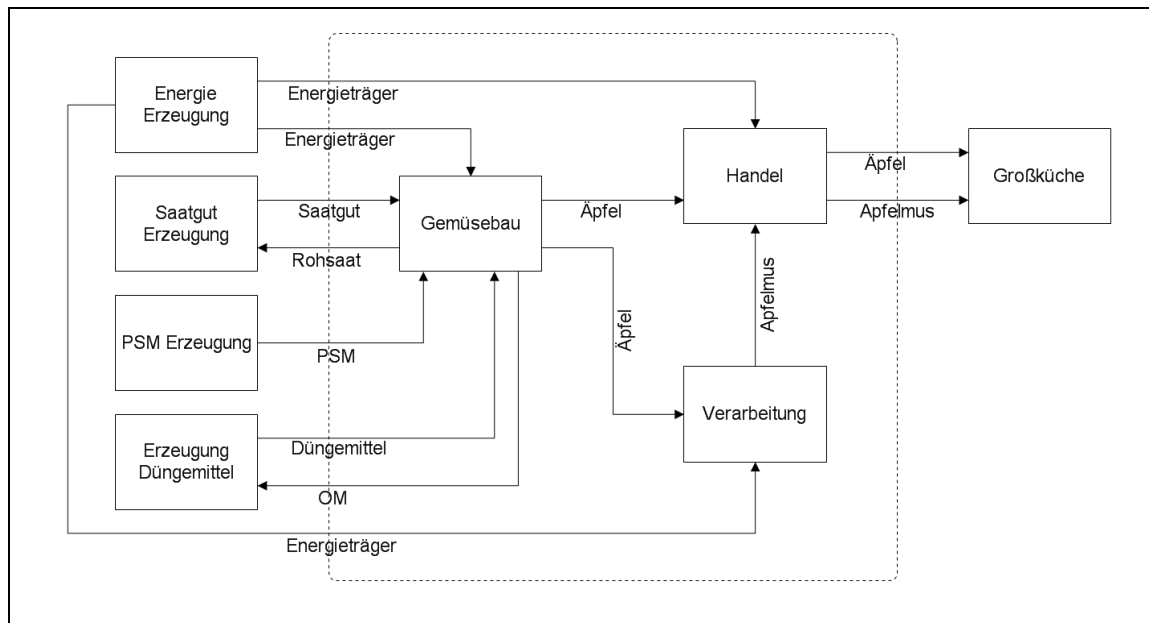 Energie
Erzeugung
Energieträger
Energieträger
Handel
Äpfel
Großküche
Saatgut
Erzeugung
Saatgut
Gemüsebau
Äpfel
Apfelmus
Rohsaat
Apfelmus
PSM Erzeugung
PSM
Äpfel
Verarbeitung
Erzeugung
Düngemittel
Düngemittel
OM
Energieträger